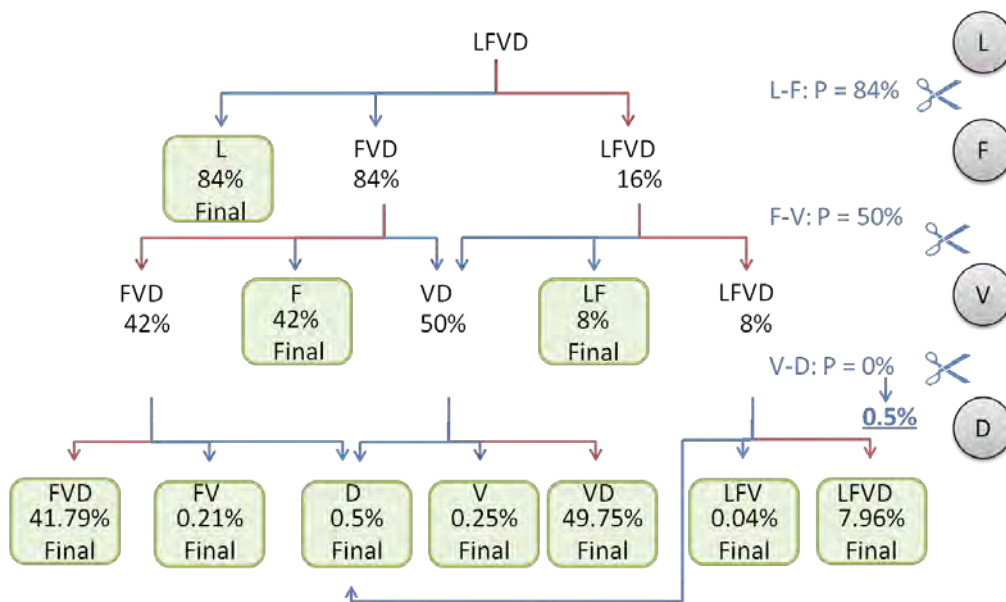 LFVD
L
L-F: P = 84%
L
84%
Final
FVD
84%
LFVD
16%
F
F-V: P = 50%
FVD
42%
F
42%
Final
VD
50%
LF
8%
Final
LFVD
8%
V
V-D: P = 0%
0.5%
D
FVD
41.79%
Final
FV
0.21%
Final
D
0.5%
Final
V
0.25%
Final
VD
49.75%
Final
LFV
0.04%
Final
LFVD
7.96%
Final